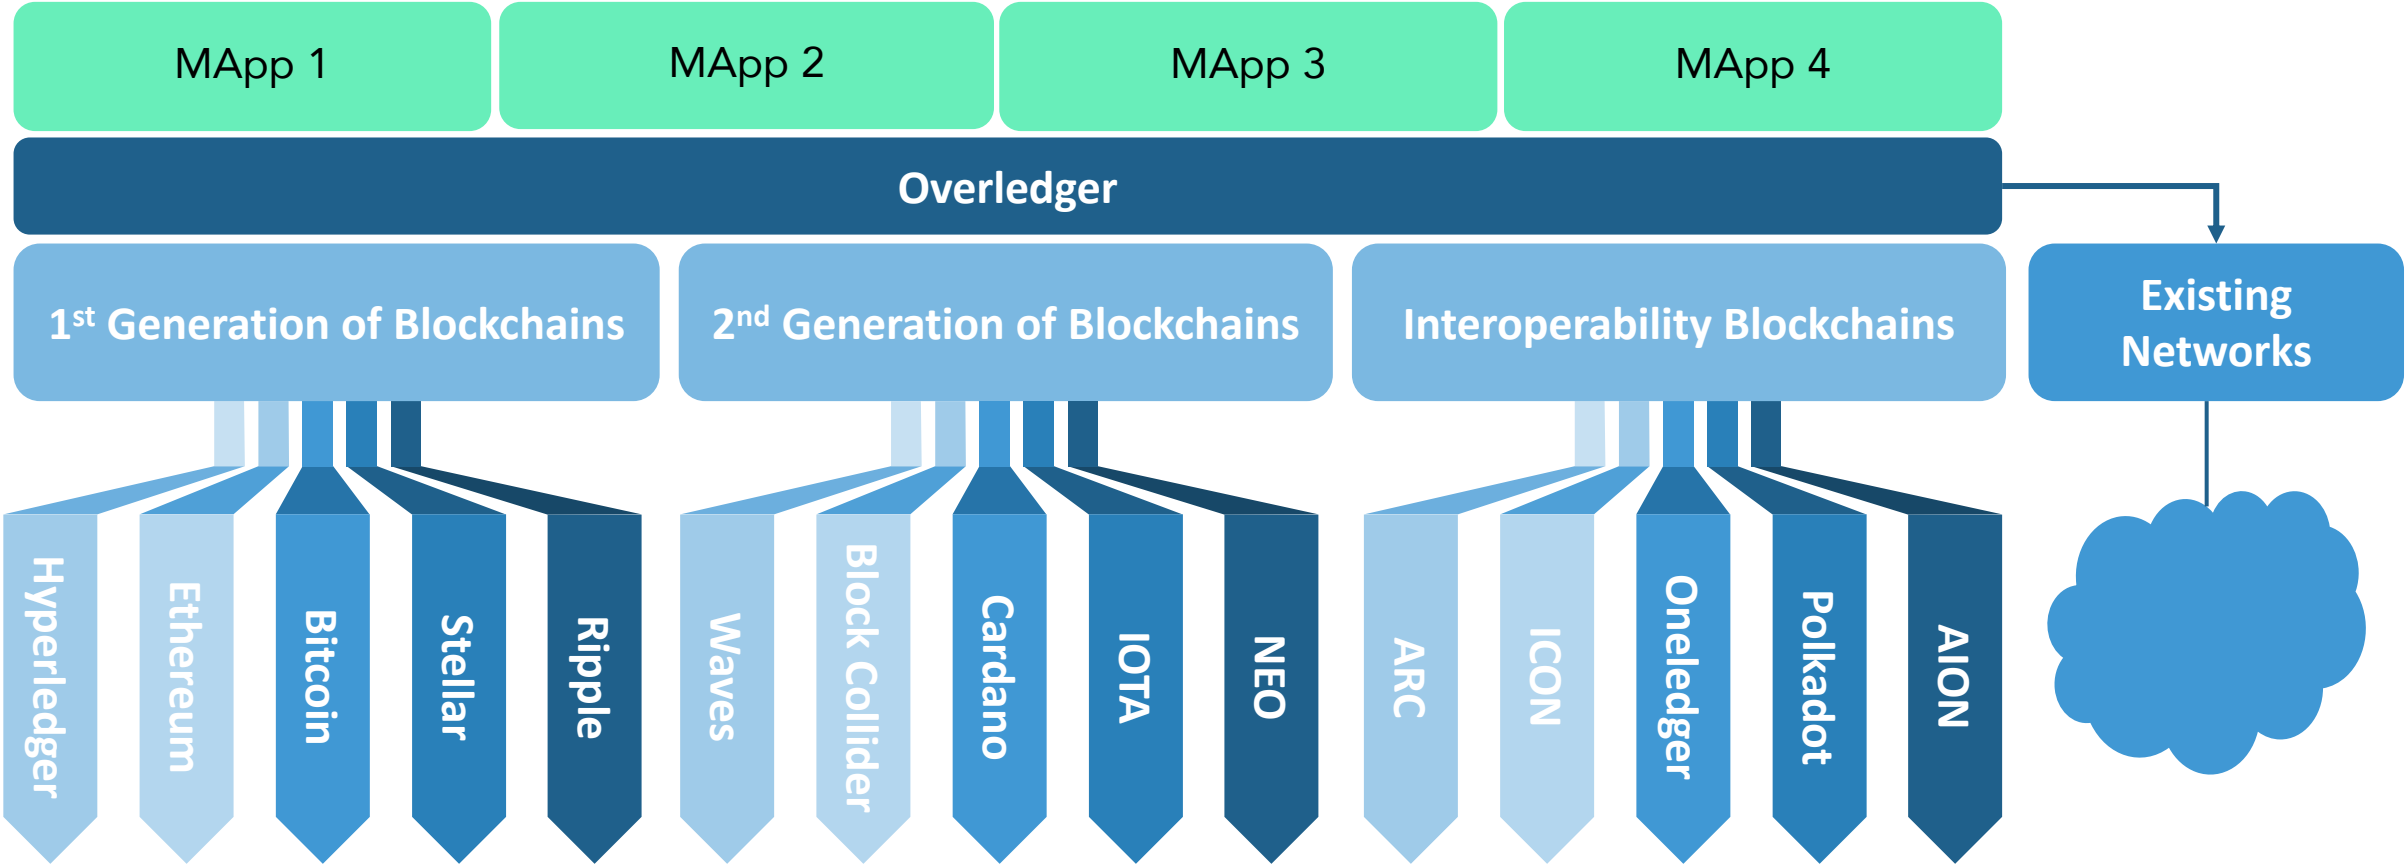 MApp 1
MApp 2
MApp 3
MApp 4
Overledger
1st Generation of Blockchains
2nd Generation of Blockchains
Interoperability Blockchains
Existing
Networks
Hyperledger
Ethereum
Bitcoin
Stellar
Ripple
Waves
Block Collider
Cardano
IOTA
NEO
ARC
ICON
Oneledger
Polkadot
AION